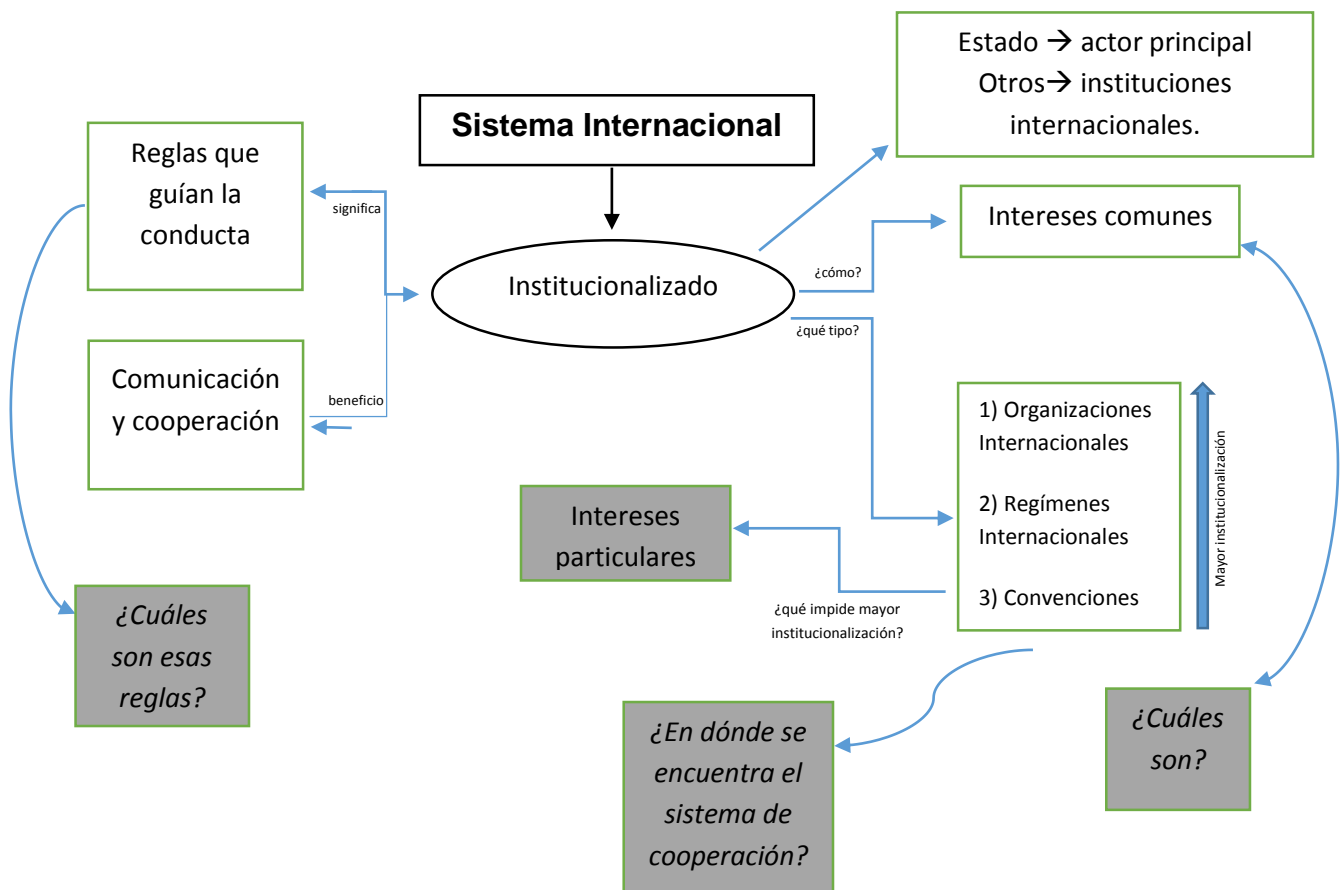 Estado → actor principal
Otros→ instituciones
internacionales.
Sistema Internacional
Reglas que
guían la
conducta
significa
Intereses comunes
¿cómo?
Institucionalizado
¿qué tipo?
Comunicación
y cooperación
beneficio
1) Organizaciones
Internacionales
2) Regímenes
Internacionales
3) Convenciones
Mayor institucionalización
Intereses
particulares
¿qué impide mayor
institucionalización?
¿Cuáles
son esas
reglas?
¿En dónde se
encuentra el
sistema de
cooperación?
¿Cuáles
son?